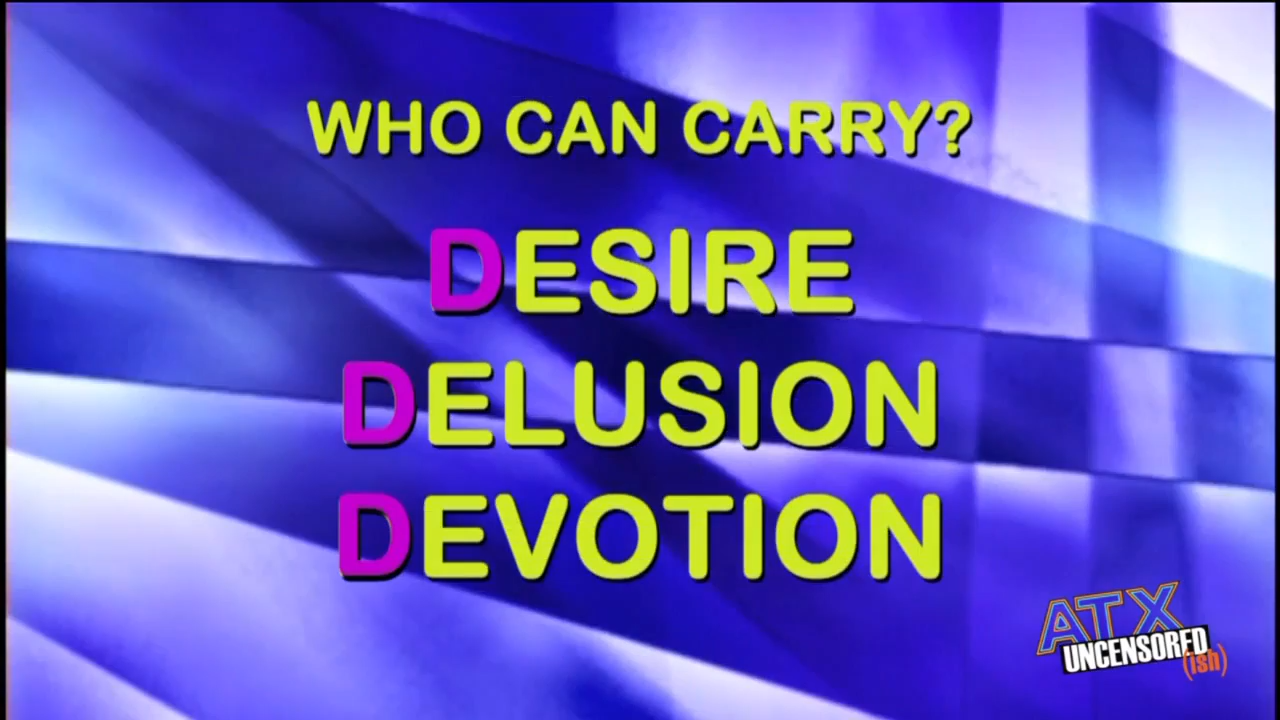 WHO CAN CARRY?
DESIRE
DELUSION
DEVOTION
ATX
UNCENSORED
(ish)